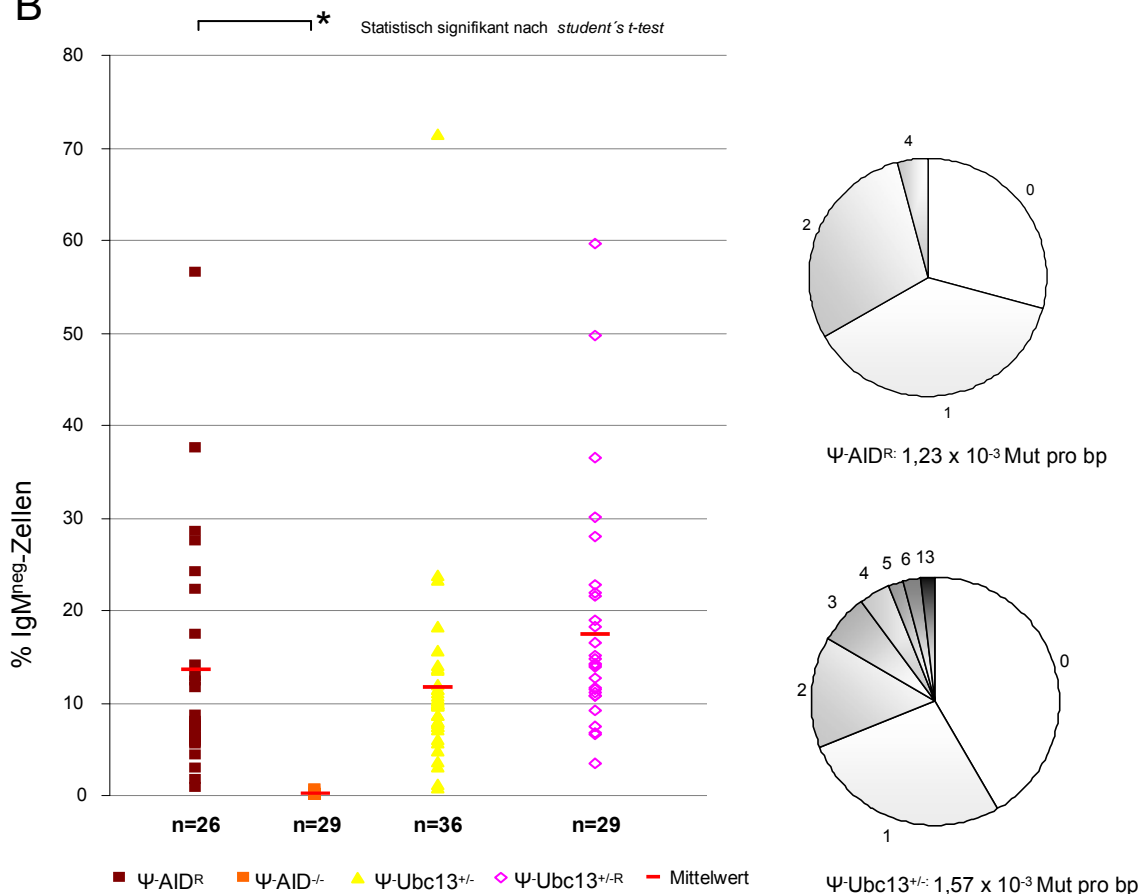 B
* Statistisch signifikant nach student´s t-test
% IgMneg-Zellen
80
70
60
50
40
30
20
10
0
n=26 n=29 n=36 n=29
Ψ-AIDR Ψ-AID-/- Ψ-Ubc13+/- Ψ-Ubc13+/-R Mittelwert
4
0
2
1
Ψ-AIDR: 1,23 x 10-3 Mut pro bp
5 6 13
4
3
0
2
1
Ψ-Ubc13+/-: 1,57 x 10-3 Mut pro bp